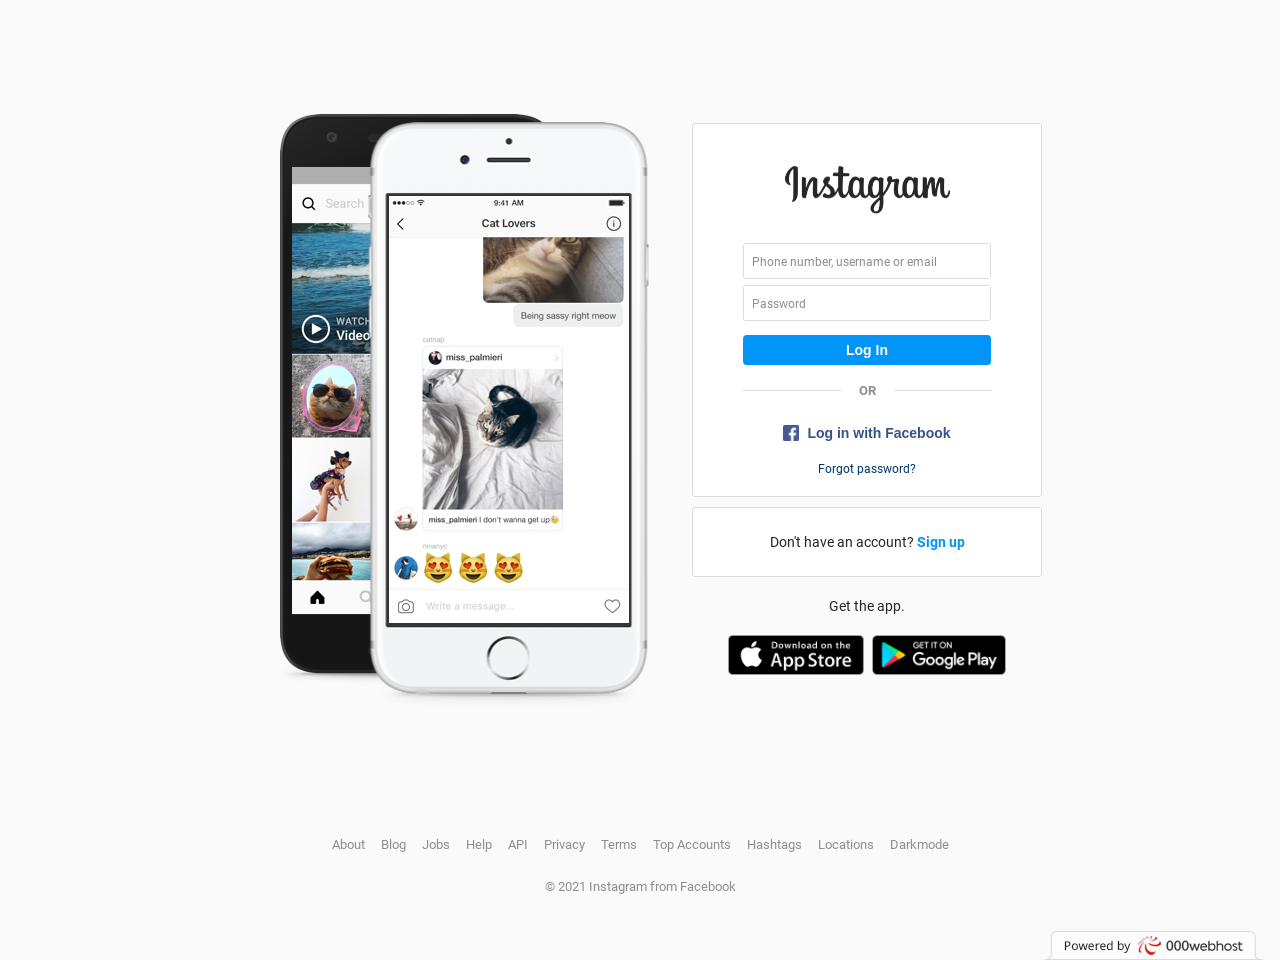 Search
WATCH
Video
9:41 AM
Cat Lovers
Being sassy right meow
catnap
miss_palmieri
miss_palmieri I don't wanna get up
ninanyc
Write a message...
Instagram
Phone number, username or email
Password
Log In
OR
Log in with Facebook
Forgot password?
Don't have an account? Sign up
Get the app.
Download on the
App Store
GET IT ON
Google Play
About Blog Jobs Help API Privacy Terms Top Accounts Hashtags Locations Darkmode
© 2021 Instagram from Facebook
Powered by 000webhost